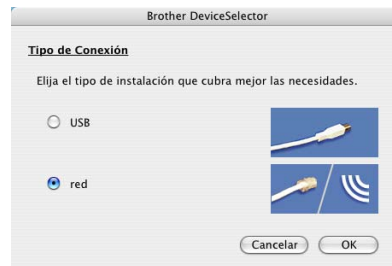 Brother DeviceSelector
Tipo de Conexión
Elija el tipo de instalación que cubra mejor las necesidades.
USB
red
Cancelar
OK